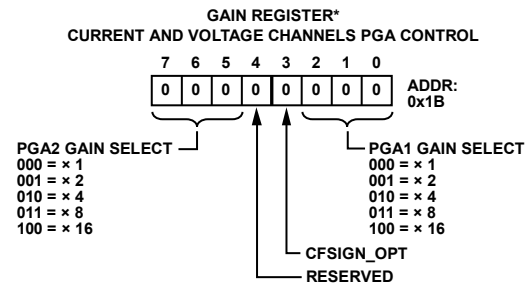 GAIN REGISTER*
CURRENT AND VOLTAGE CHANNELS PGA CONTROL
7 6 5 4 3 2 1 0
0 0 0 0 0 0 0 0
ADDR:
0x1B
PGA2 GAIN SELECT
000 = × 1
001 = × 2
010 = × 4
011 = × 8
100 = × 16
PGA1 GAIN SELECT
000 = × 1
001 = × 2
010 = × 4
011 = × 8
100 = × 16
CFSIGN_OPT
RESERVED